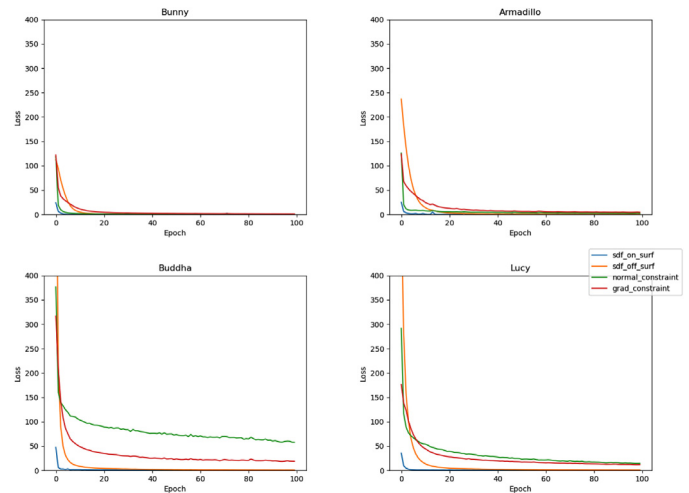 Bunny
400
350
300
250
200
150
100
50
0
Loss
0 20 40 60 80 100
Epoch
Armadillo
400
350
300
250
200
150
100
50
0
Loss
0 20 40 60 80 100
Epoch
sdf_on_surf
sdf_off_surf
normal_constraint
grad_constraint
Buddha
400
350
300
250
200
150
100
50
0
Loss
0 20 40 60 80 100
Epoch
Lucy
400
350
300
250
200
150
100
50
0
Loss
0 20 40 60 80 100
Epoch